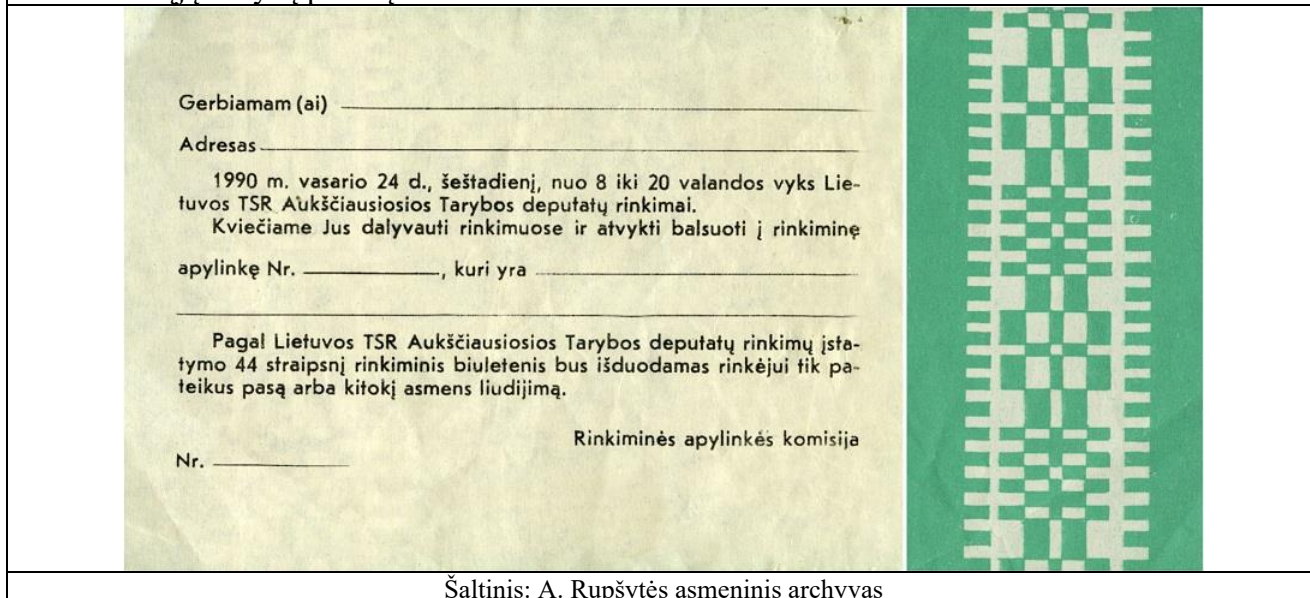 Gerbiamam (ai)
Adresas
1990 m. vasario 24 d., šeštadienį, nuo 8 iki 20 valandos vyks Lie-
tuvos TSR Aukščiausiosios Tarybos deputatų rinkimai.
Kviečiame Jus dalyvauti rinkimuose ir atvykti balsuoti į rinkiminę
apylinkę Nr. , kuri yra
Pagal Lietuvos TSR Aukščiausiosios Tarybos deputatų rinkimų įsta-
tymo 44 straipsnį rinkiminis biuletenis bus išduodamas rinkėjui tik pa-
teikus pasą arba kitokį asmens liudijimą.
Rinkiminės apylinkės komisija
Nr.
Šaltinis: A. Rupšytės asmeninis archyvas